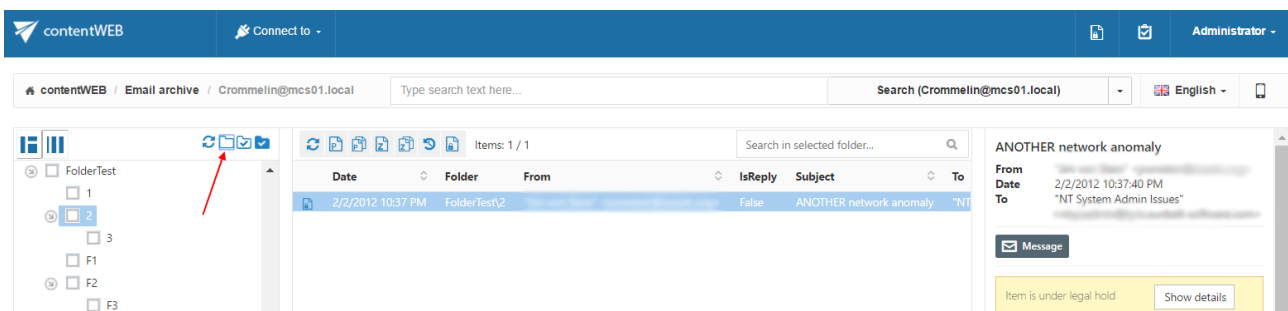 contentWEB Connect to Administrator
contentWEB / Email archive / Crommelin@mcs01.local Type search text here... Search (Crommelin@mcs01.local) English
Items: 1 / 1 Search in selected folder...
FolderTest
1
2
3
F1
F2
F3
Date Folder From IsReply Subject To
2/2/2012 10:37 PM FolderTest\2 False ANOTHER network anomaly "NT
ANOTHER network anomaly
From
Date 2/2/2012 10:37:40 PM
To "NT System Admin Issues"
Message
Item is under legal hold Show details